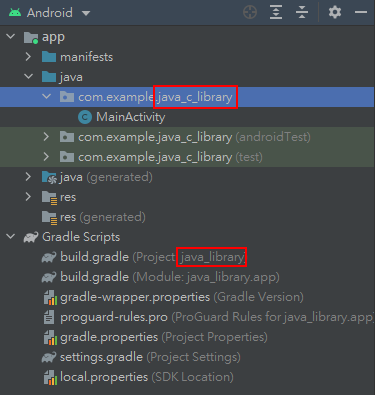 Android
app
manifests
java
com.example.java_c_library
MainActivity
com.example.java_c_library (androidTest)
com.example.java_c_library (test)
java (generated)
res
res (generated)
Gradle Scripts
build.gradle (Project: java_library)
build.gradle (Module: java_library.app)
gradle-wrapper.properties (Gradle Version)
proguard-rules.pro (ProGuard Rules for java_library.app
gradle.properties (Project Properties)
settings.gradle (Project Settings)
local.properties (SDK Location)